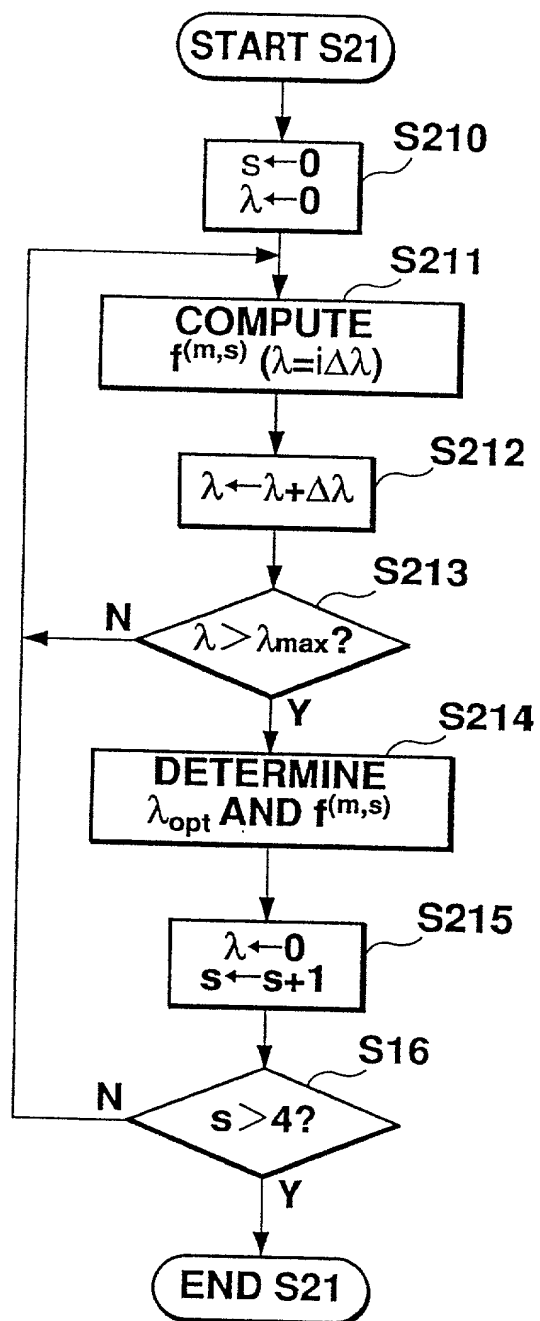 START S21
S210
s←0
λ←0
S211
COMPUTE
f(m,s) (λ=iΔλ)
S212
λ←λ+Δλ
S213
N
λ>λmax?
Y
S214
DETERMINE
λopt AND f(m,s)
S215
λ←0
s←s+1
S16
N
s>4?
Y
END S21